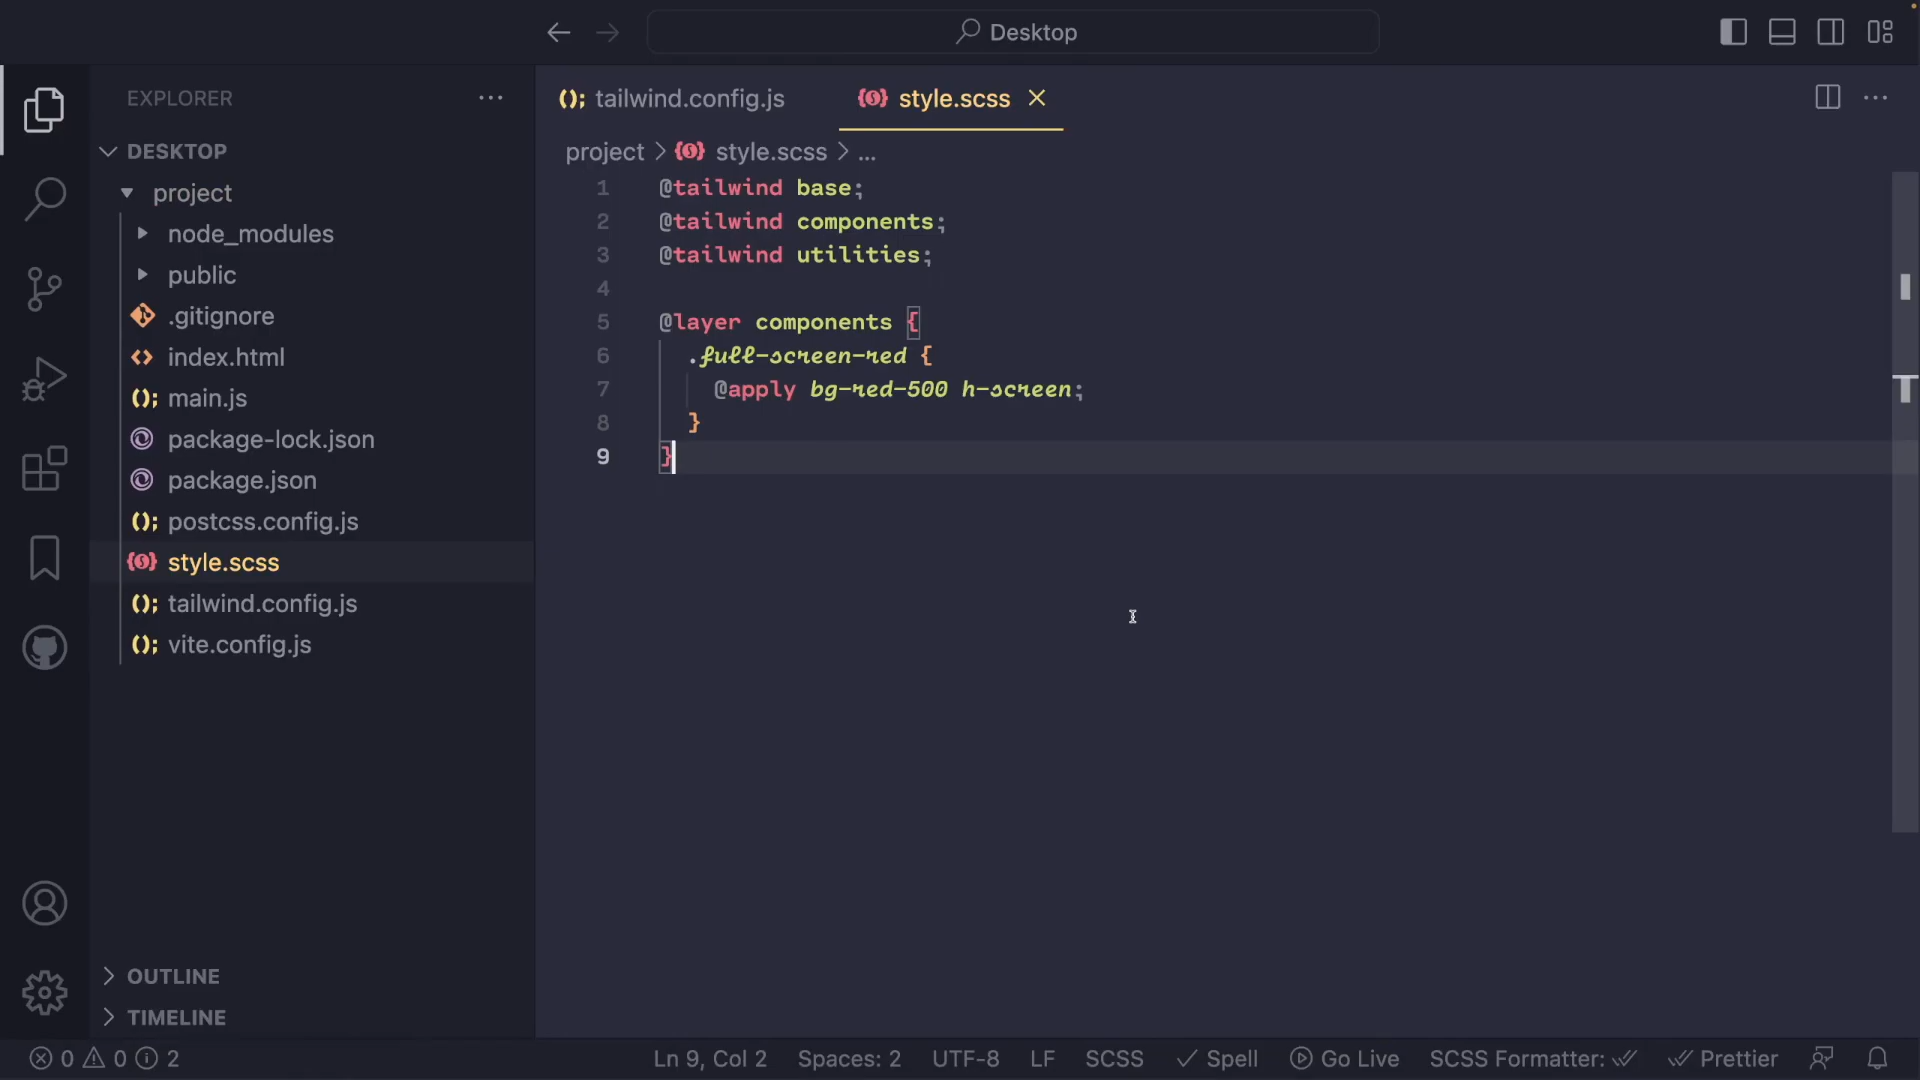 Desktop
EXPLORER
DESKTOP
project
node_modules
public
.gitignore
index.html
main.js
package-lock.json
package.json
postcss.config.js
style.scss
tailwind.config.js
vite.config.js
OUTLINE
TIMELINE
tailwind.config.js style.scss
project > style.scss > ...
1 @tailwind base;
2 @tailwind components;
3 @tailwind utilities;
4
5 @layer components {
6 .full-screen-red {
7 @apply bg-red-500 h-screen;
8 }
9 }
0 0 2 Ln 9, Col 2 Spaces: 2 UTF-8 LF SCSS Spell Go Live SCSS Formatter: Prettier